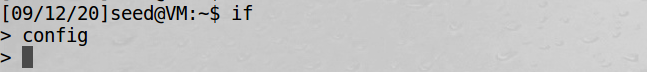 [09/12/20]seed@VM:~$ if
> config
>